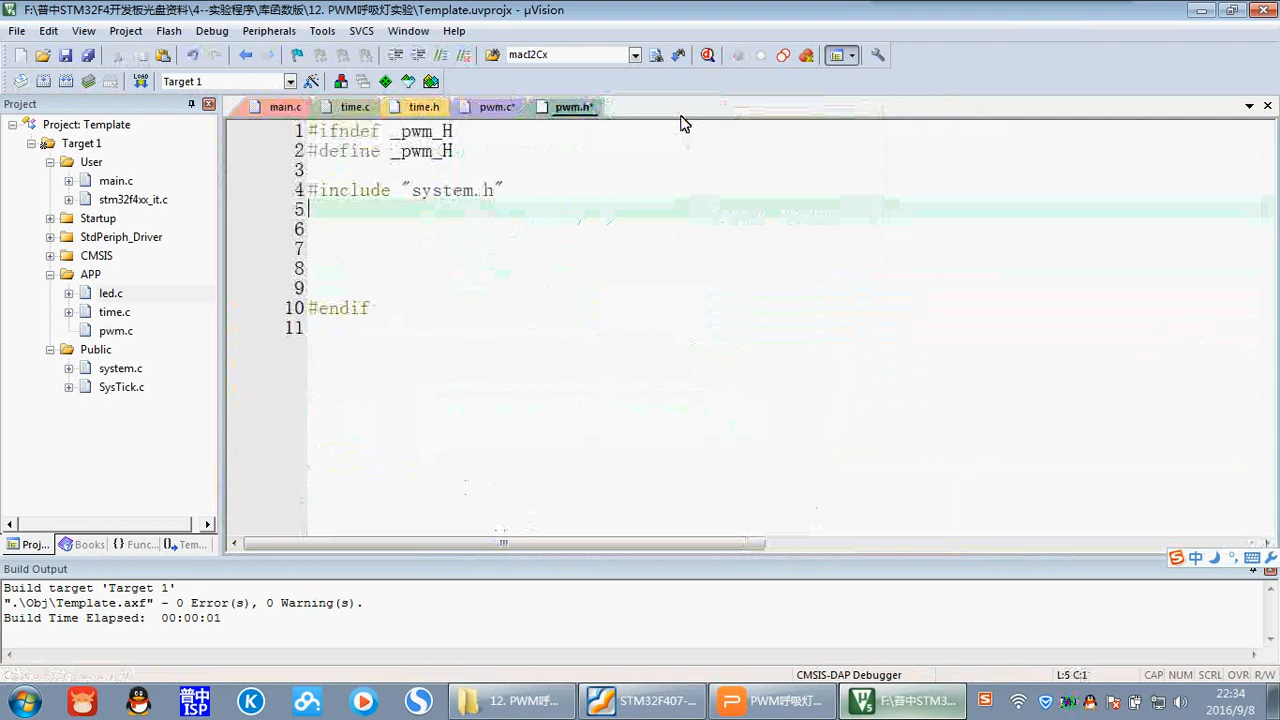 F:\普中STM32F4开发板光盘资料\4--实验程序\库函数版\12. PWM呼吸灯实验\Template.uvprojx - µVision
File Edit View Project Flash Debug Peripherals Tools SVCS Window Help
macI2Cx
LOAD Target 1
Project
main.c time.c time.h pwm.c* pwm.h*
Project: Template
Target 1
User
main.c
stm32f4xx_it.c
Startup
StdPeriph_Driver
CMSIS
APP
led.c
time.c
pwm.c
Public
system.c
SysTick.c
1 #ifndef _pwm_H
2 #define _pwm_H
3
4 #include "system.h"
5
6
7
8
9
10 #endif
11
Proj... Books {} Func... Tem...
中
Build Output
Build target 'Target 1'
".\Obj\Template.axf" - 0 Error(s), 0 Warning(s).
Build Time Elapsed:  00:00:01
CMSIS-DAP Debugger L:5 C:1 CAP NUM SCRL OVR R/W
普中 ISP 12. PWM呼... STM32F407-... PWM呼吸灯... F:\普中STM3...
22:34
2016/9/8